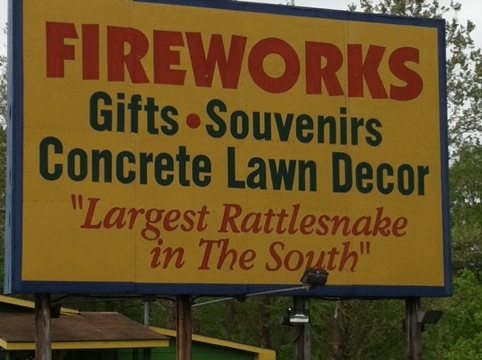 FIREWORKS
Gifts • Souvenirs
Concrete Lawn Decor
"Largest Rattlesnake
in The South"